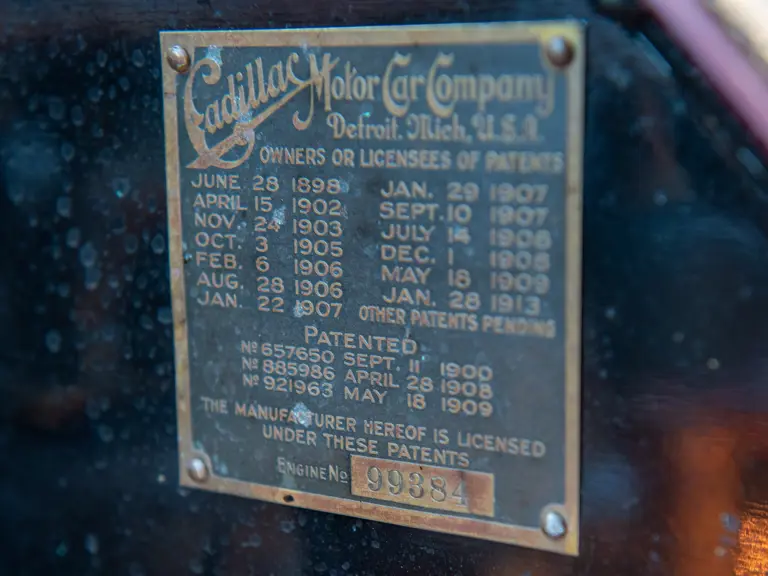 Cadillac Motor Car Company
Detroit, Mich., U.S.A.
OWNERS OR LICENSEES OF PATENTS
JUNE 28 1898 JAN. 29 1907
APRIL 15 1902 SEPT. 10 1907
NOV. 24 1903 JULY 14 1908
OCT. 3 1905 DEC. 1 1908
FEB. 6 1906 MAY 18 1909
AUG. 28 1906 JAN. 28 1913
JAN. 22 1907 OTHER PATENTS PENDING
PATENTED
Nº 657650 SEPT. 11 1900
Nº 885986 APRIL 28 1908
Nº 921963 MAY 18 1909
THE MANUFACTURER HEREOF IS LICENSED
UNDER THESE PATENTS
ENGINE Nº 99384